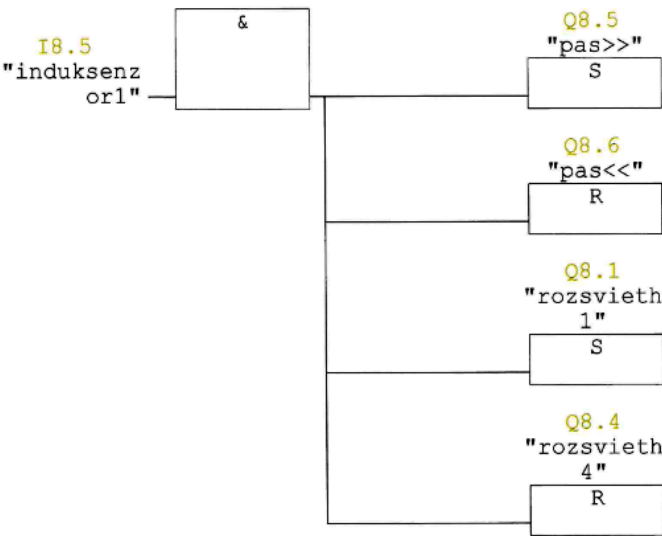 &
I8.5
"induksenz
or1"
Q8.5
"pas>>"
S
Q8.6
"pas<<"
R
Q8.1
"rozsvieth
1"
S
Q8.4
"rozsvieth
4"
R